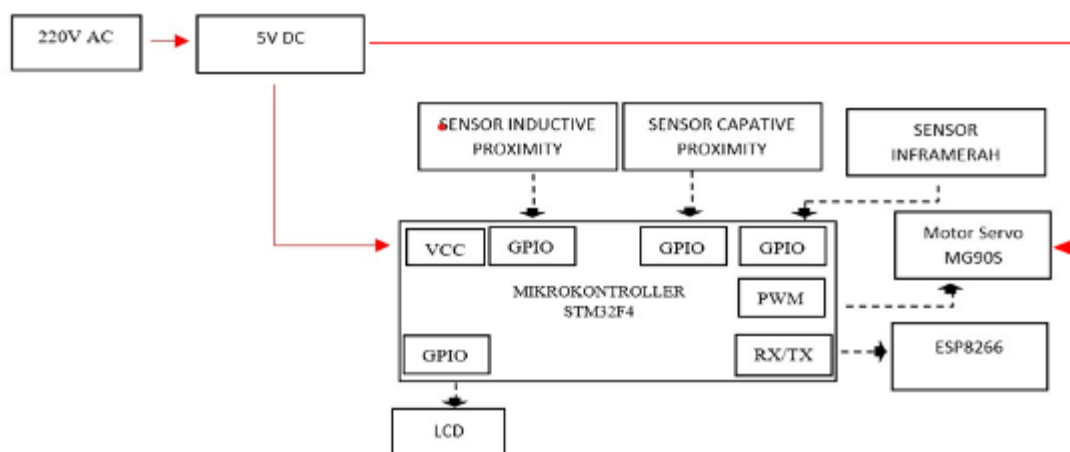 220V AC
5V DC
SENSOR INDUCTIVE
PROXIMITY
SENSOR CAPATIVE
PROXIMITY
SENSOR
INFRAMERAH
VCC
GPIO
GPIO
GPIO
Motor Servo
MG90S
MIKROKONTROLLER
STM32F4
PWM
GPIO
RX/TX
ESP8266
LCD